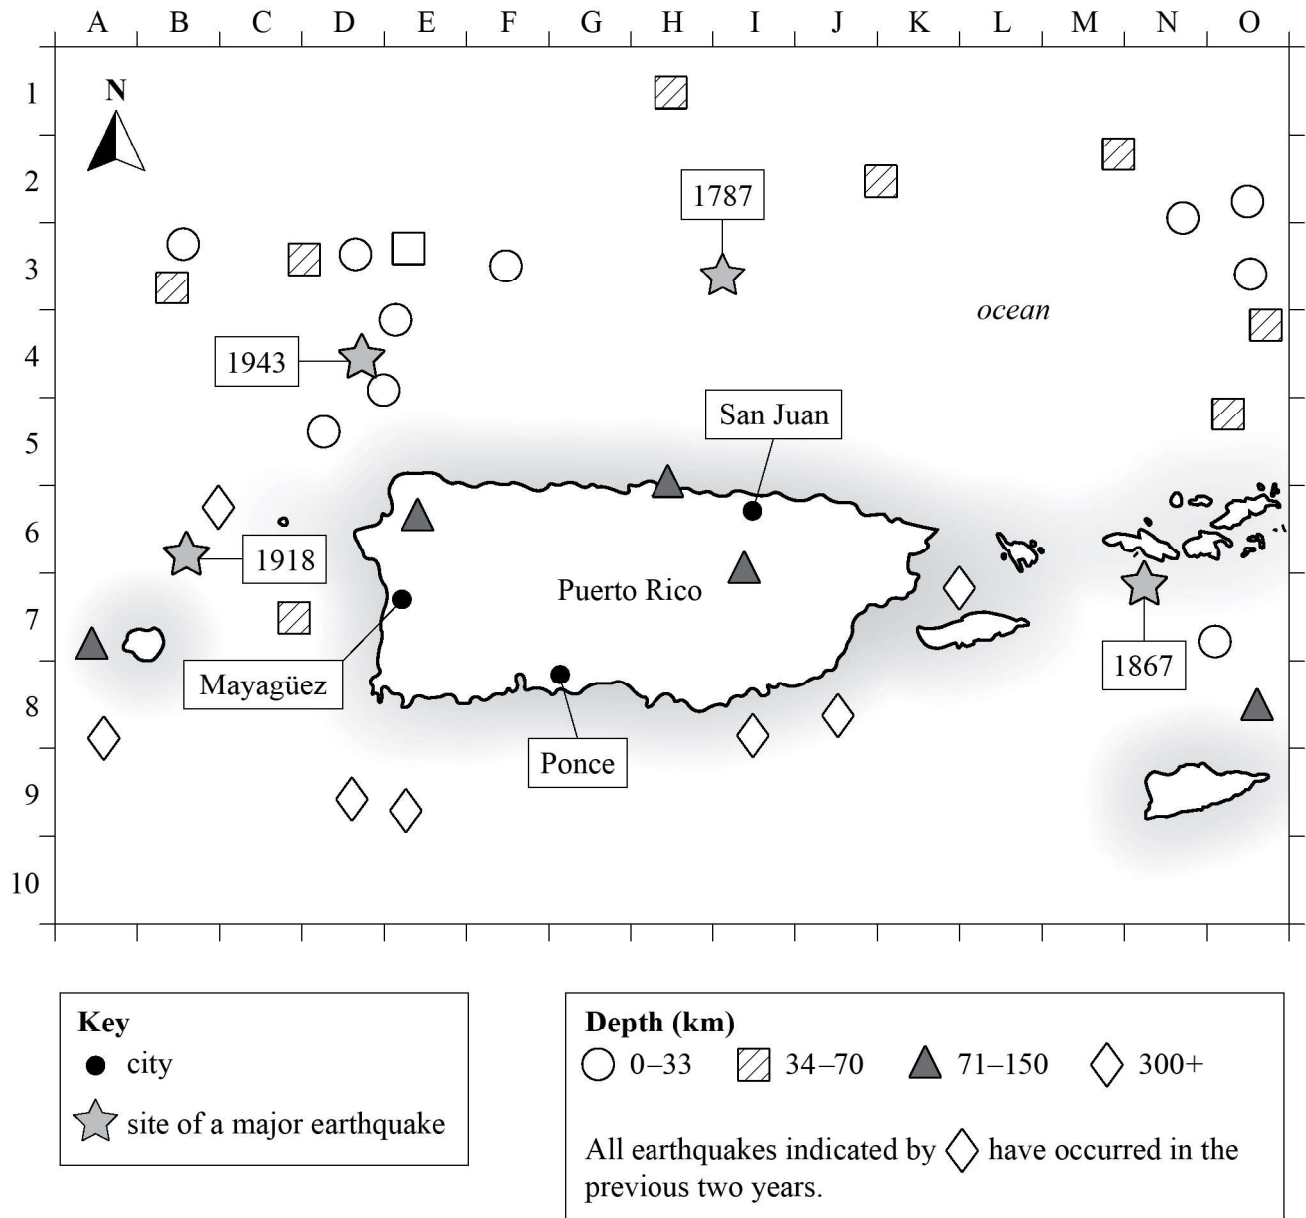 A B C D E F G H I J K L M N O
1
N
2
1787
3
ocean
4
1943
San Juan
5
6
1918
Puerto Rico
7
1867
Mayagüez
8
Ponce
9
10
Key
city
site of a major earthquake
Depth (km)
0–33 34–70 71–150 300+
All earthquakes indicated by have occurred in the
previous two years.